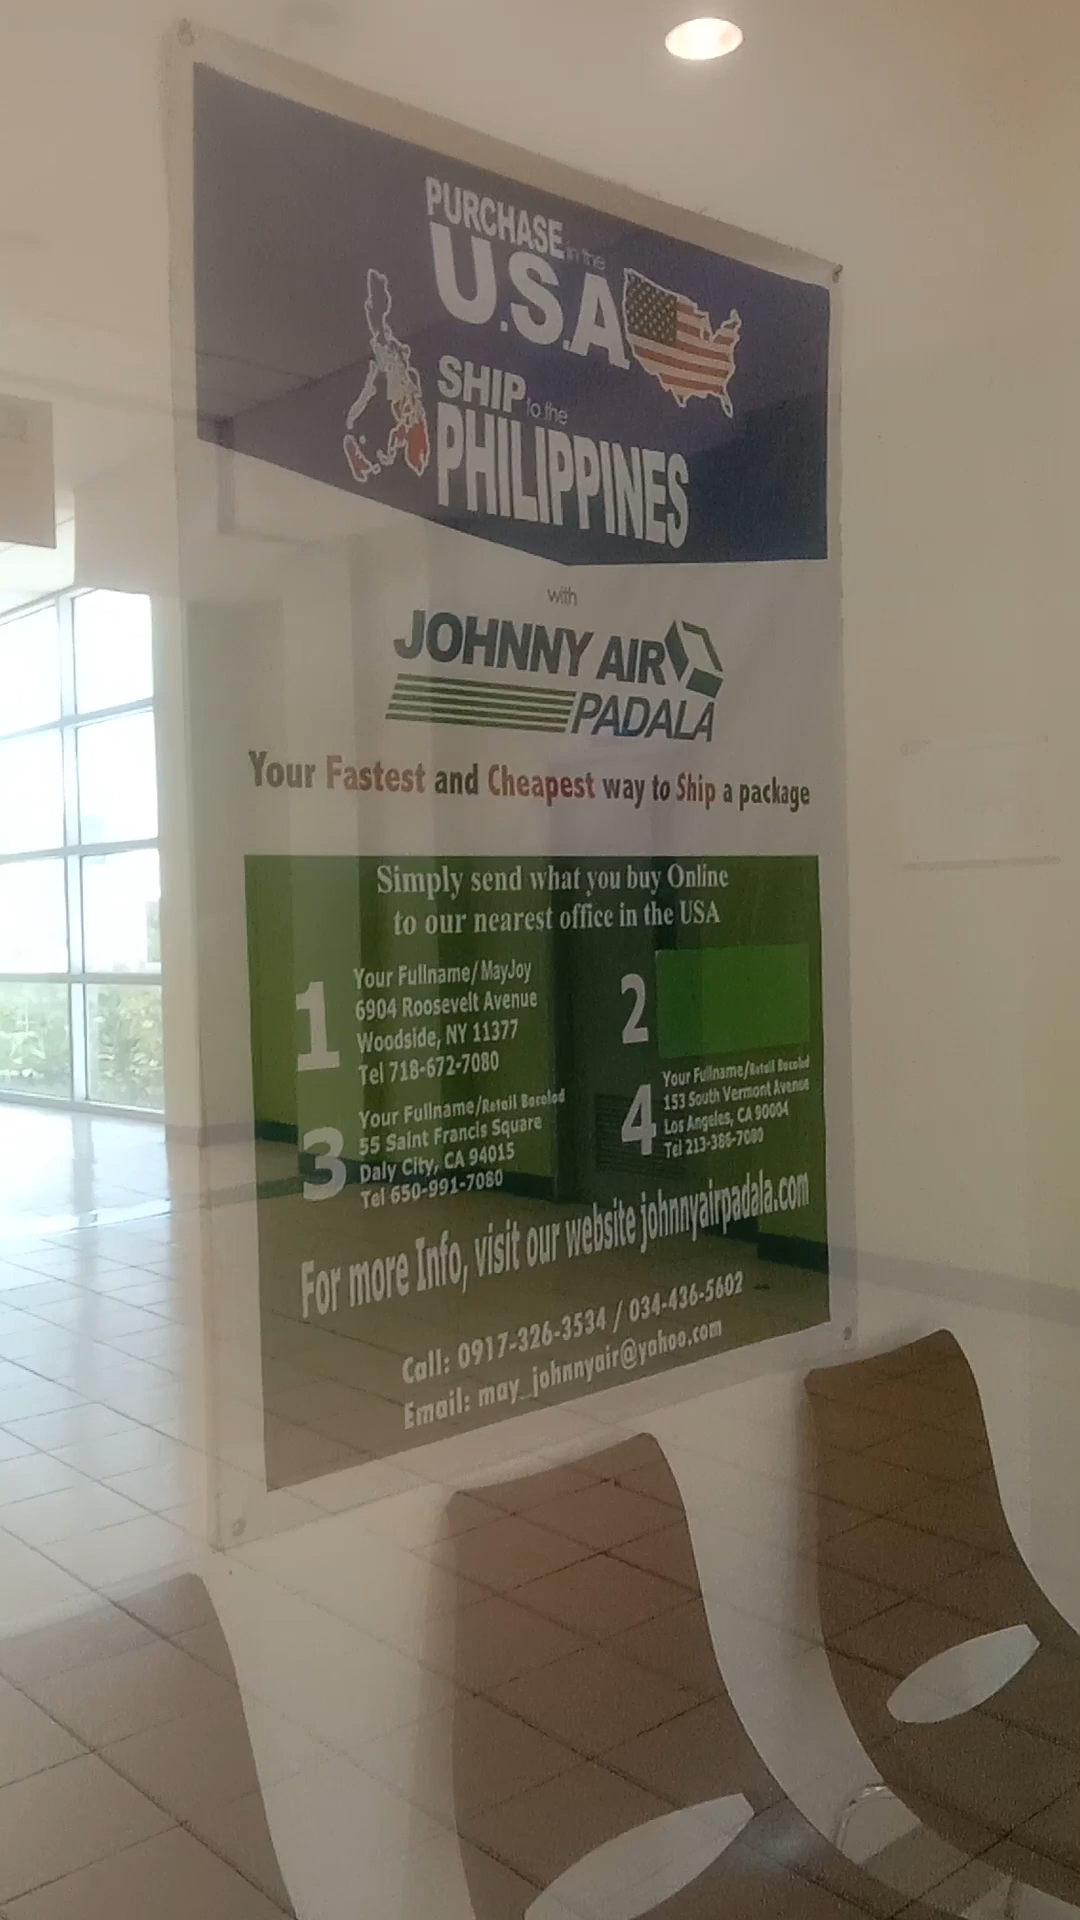 PURCHASE in the
U.S.A
SHIP to the
PHILIPPINES
with
JOHNNY AIR
PADALA
Your Fastest and Cheapest way to Ship a package
Simply send what you buy Online
to our nearest office in the USA
1
Your Fullname/MayJoy
6904 Roosevelt Avenue
Woodside, NY 11377
Tel 718-672-7080
2
3
Your Fullname/Retail Bacolod
55 Saint Francis Square
Daly City, CA 94015
Tel 650-991-7080
4
Your Fullname/Retail Bacolod
153 South Vermont Avenue
Los Angeles, CA 90004
Tel 213-386-7080
For more Info, visit our website johnnyairpadala.com
Call: 0917-326-3534 / 034-436-5602
Email: may_johnnyair@yahoo.com